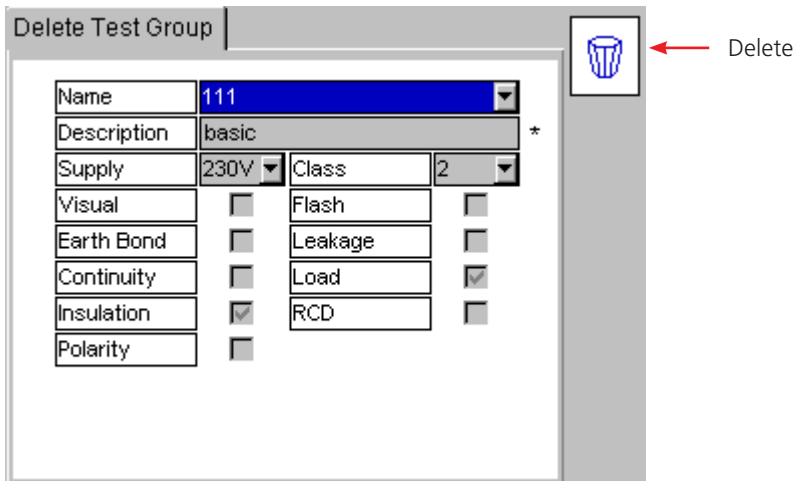 Delete Test Group
Delete
Name 111
Description basic *
Supply 230V Class 2
Visual Flash
Earth Bond Leakage
Continuity Load
Insulation RCD
Polarity